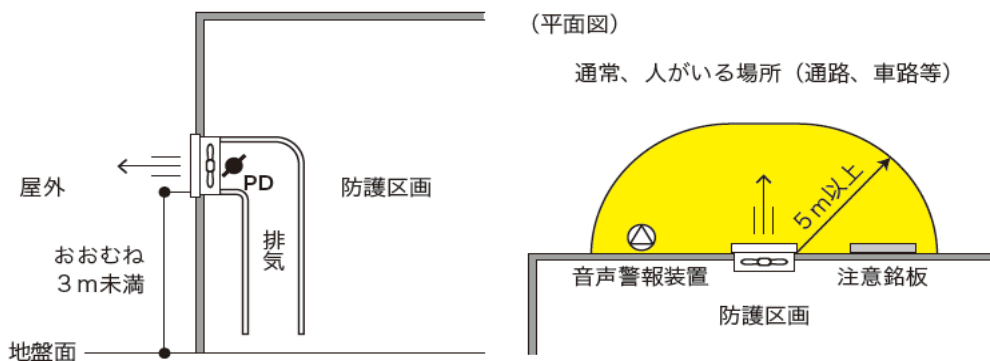 屋外
おおむね
３ｍ未満
地盤面
PD
排気
防護区画
（平面図）
通常、人がいる場所（通路、車路等）
５ｍ以上
音声警報装置
注意銘板
防護区画